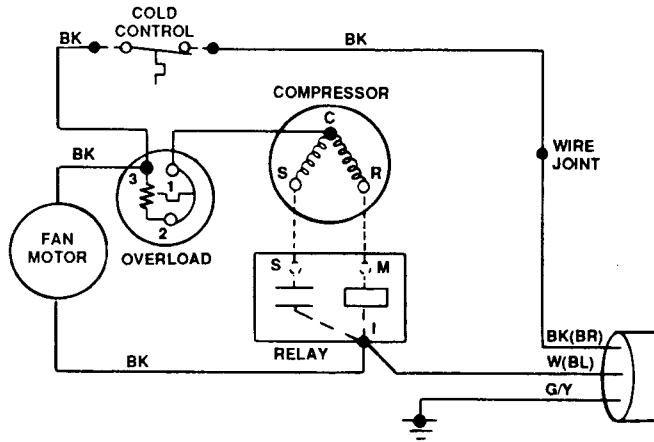 COLD
CONTROL
BK
BK
COMPRESSOR
C
S
R
WIRE
JOINT
BK
3
1
2
OVERLOAD
FAN
MOTOR
S
M
1
RELAY
BK
BK(BR)
W(BL)
G/Y